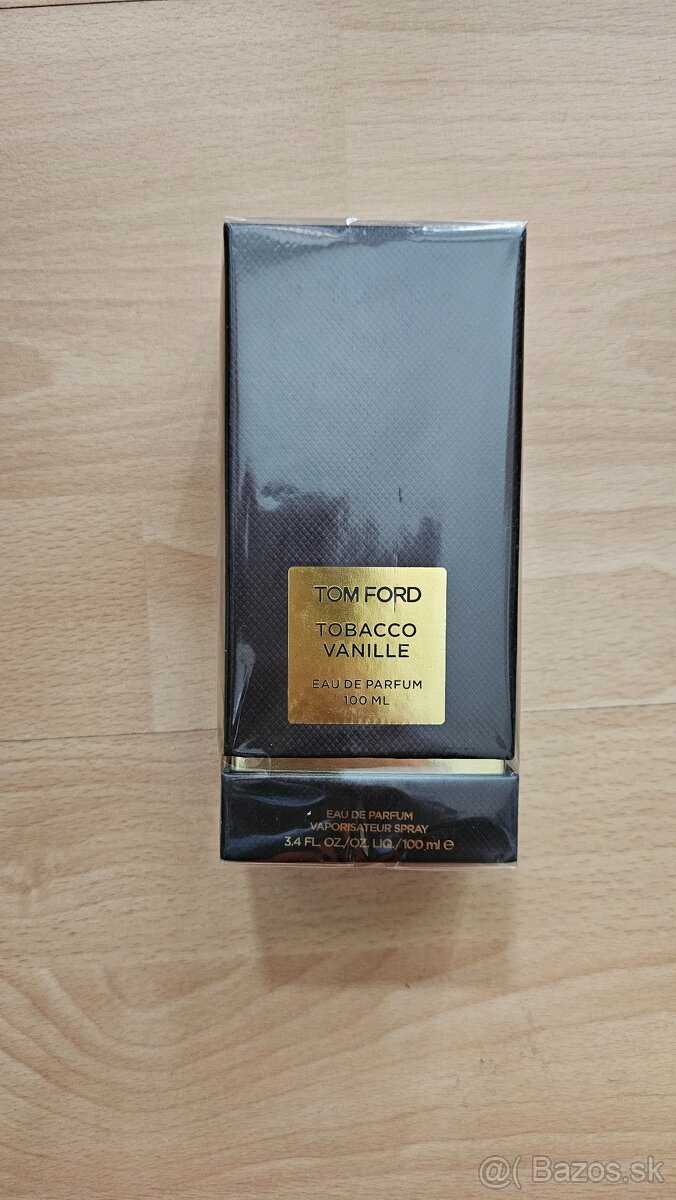 TOM FORD
TOBACCO
VANILLE
EAU DE PARFUM
100 ML
EAU DE PARFUM
VAPORISATEUR SPRAY
3.4 FL. OZ./OZ. LIQ./100 ml ℮
@( Bazos.sk